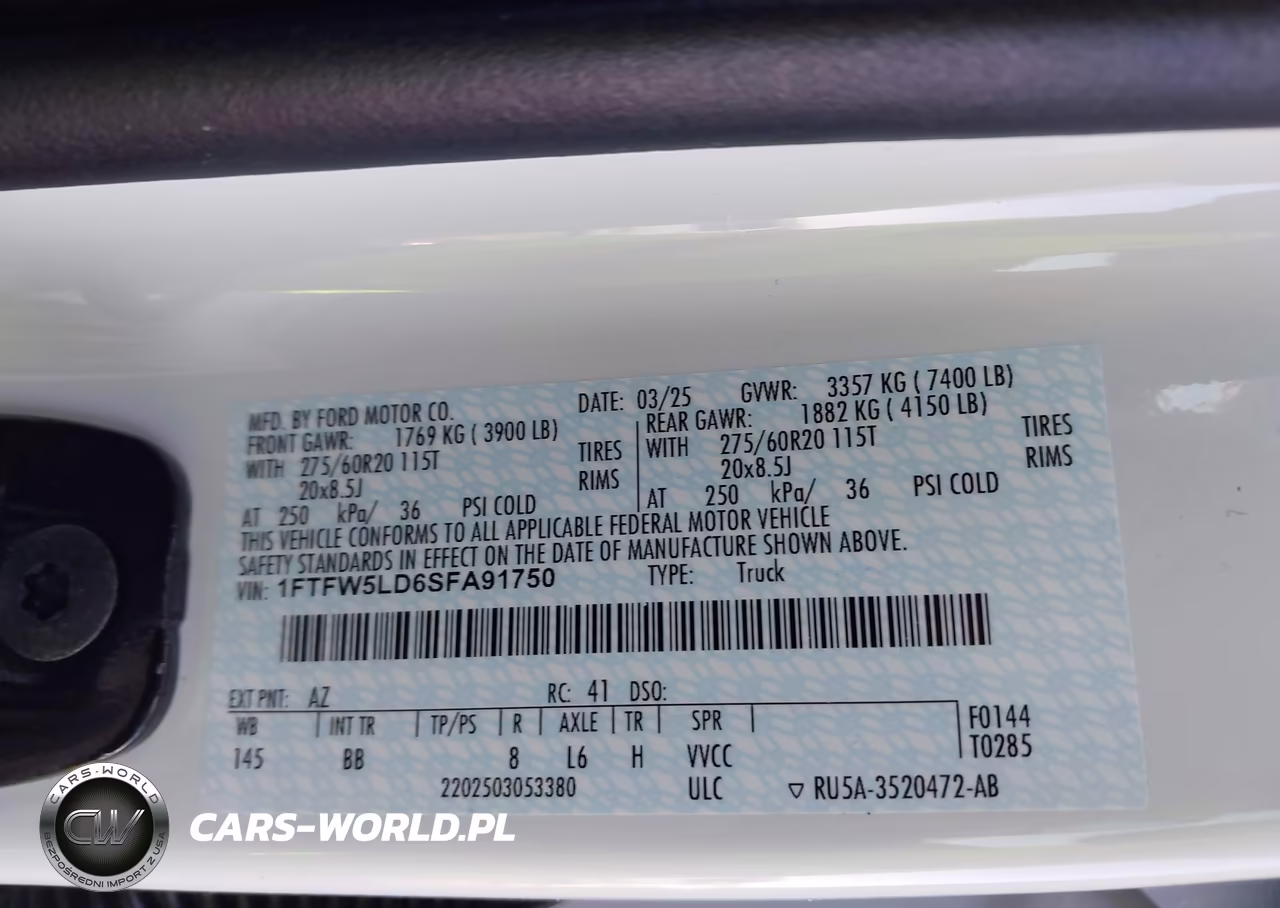 MFD. BY FORD MOTOR CO. DATE: 03/25 GVWR: 3357 KG ( 7400 LB)
FRONT GAWR: 1769 KG ( 3900 LB) REAR GAWR: 1882 KG ( 4150 LB)
WITH 275/60R20 115T TIRES WITH 275/60R20 115T TIRES
20x8.5J RIMS 20x8.5J RIMS
AT 250 kPa/ 36 PSI COLD AT 250 kPa/ 36 PSI COLD
THIS VEHICLE CONFORMS TO ALL APPLICABLE FEDERAL MOTOR VEHICLE
SAFETY STANDARDS IN EFFECT ON THE DATE OF MANUFACTURE SHOWN ABOVE.
VIN: 1FTFW5LD6SFA91750 TYPE: Truck
EXT PNT: AZ RC: 41 DSO:
WB INT TR TP/PS R AXLE TR SPR F0144
145 BB 8 L6 H VVCC T0285
2202503053380 ULC ▽ RU5A-3520472-AB
CARS-WORLD
CW
BEZPOŚREDNI IMPORT Z USA
CARS-WORLD.PL